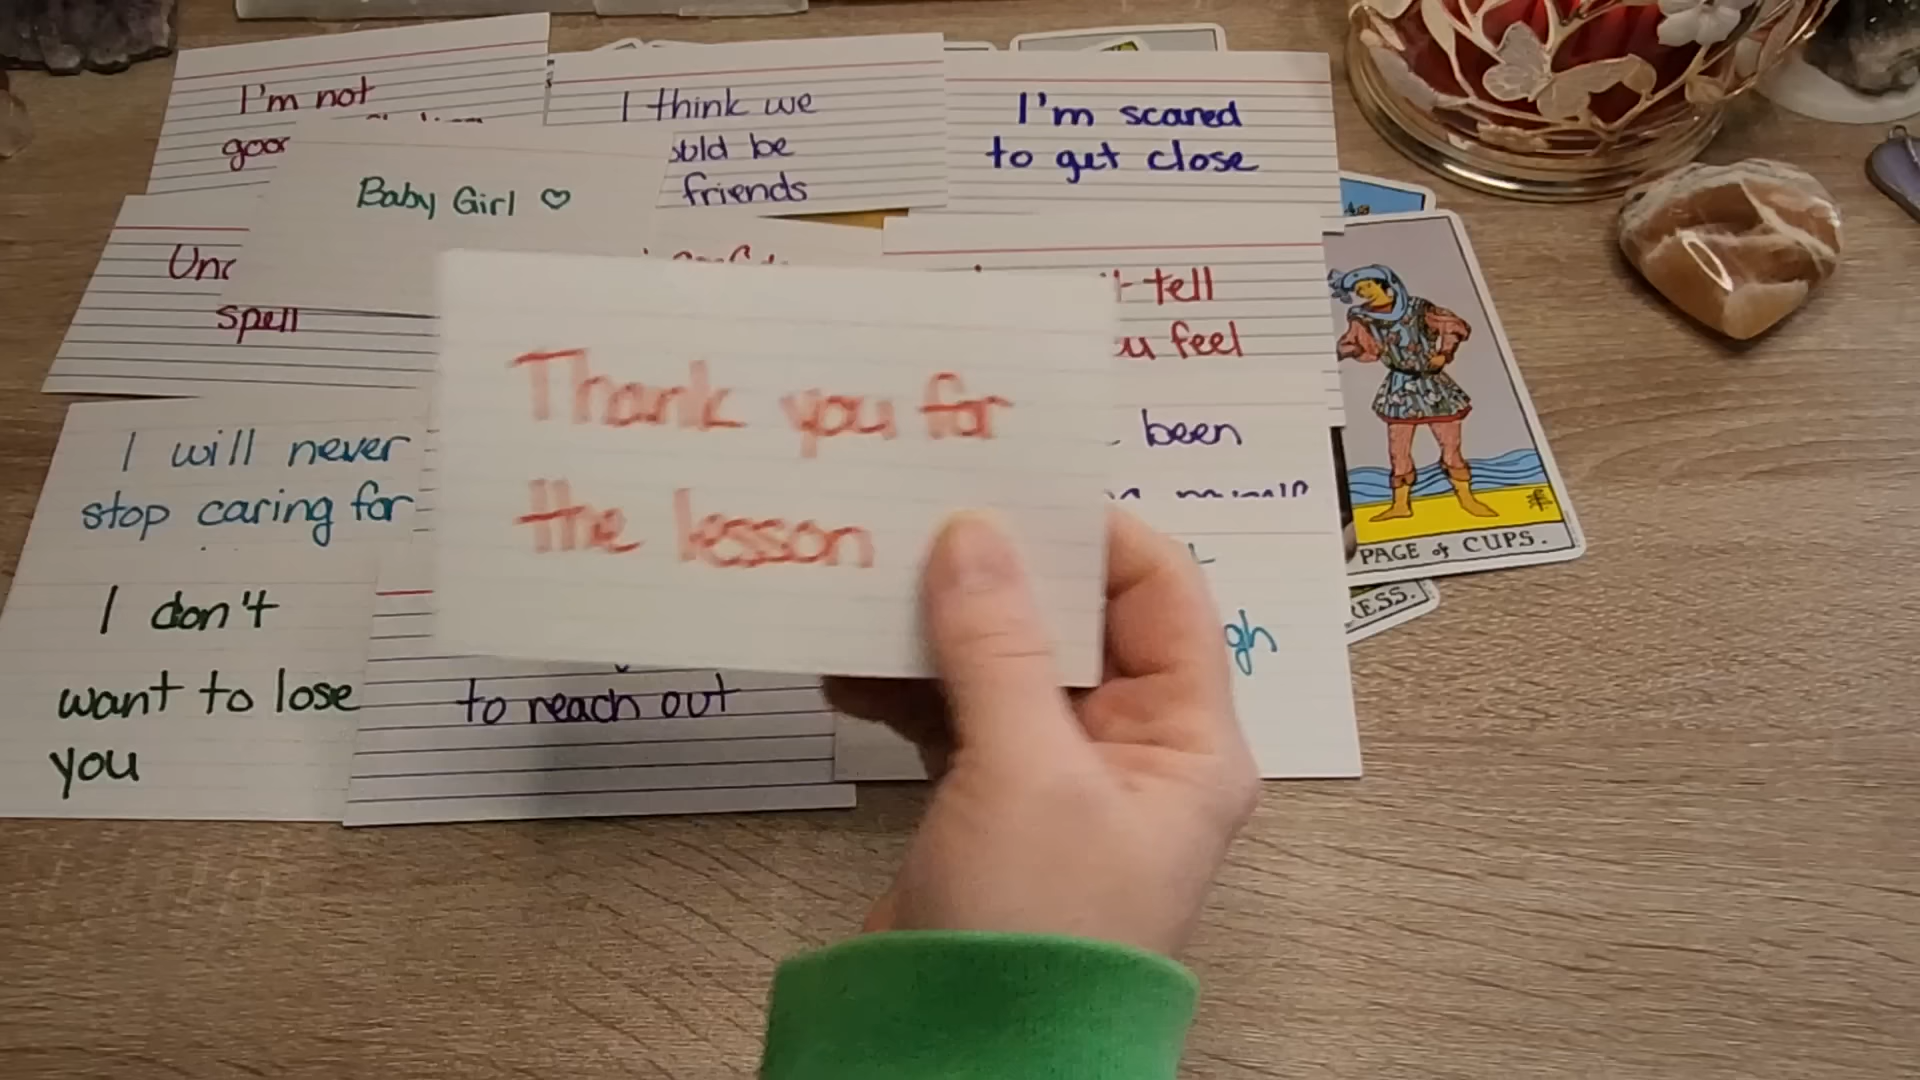 I'm not
I think we
be
friends
I'm scared
to get close
Baby Girl ♡
spell
tell
feel
been
Thank you for
the lesson
I will never
stop caring for
I don't
want to lose
you
to reach out
PAGE of CUPS.